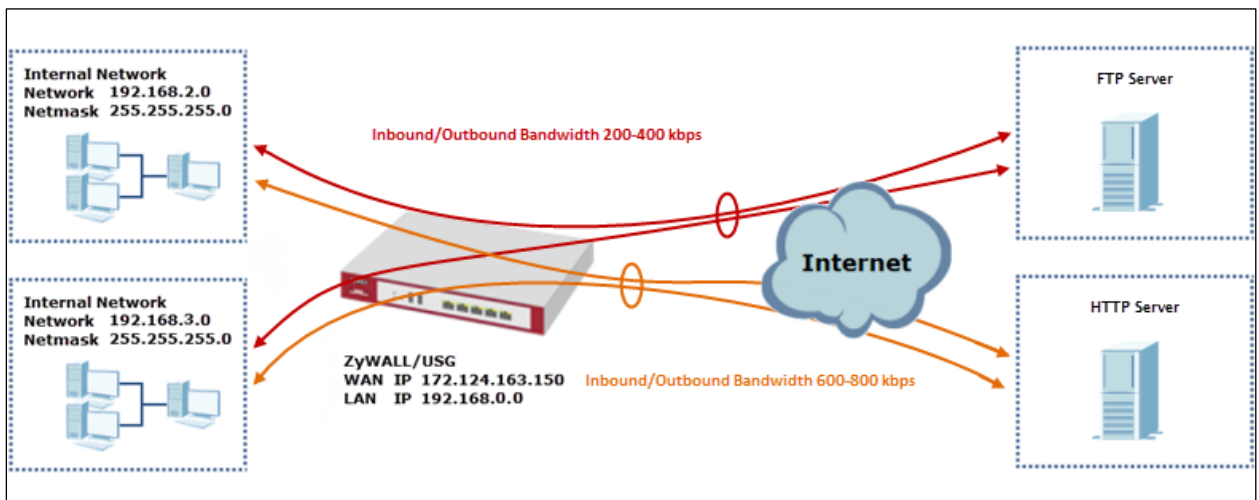 Internal Network
Network 192.168.2.0
Netmask 255.255.255.0
Inbound/Outbound Bandwidth 200-400 kbps
FTP Server
Internet
Internal Network
Network 192.168.3.0
Netmask 255.255.255.0
ZyWALL/USG
WAN IP 172.124.163.150
LAN IP 192.168.0.0
Inbound/Outbound Bandwidth 600-800 kbps
HTTP Server